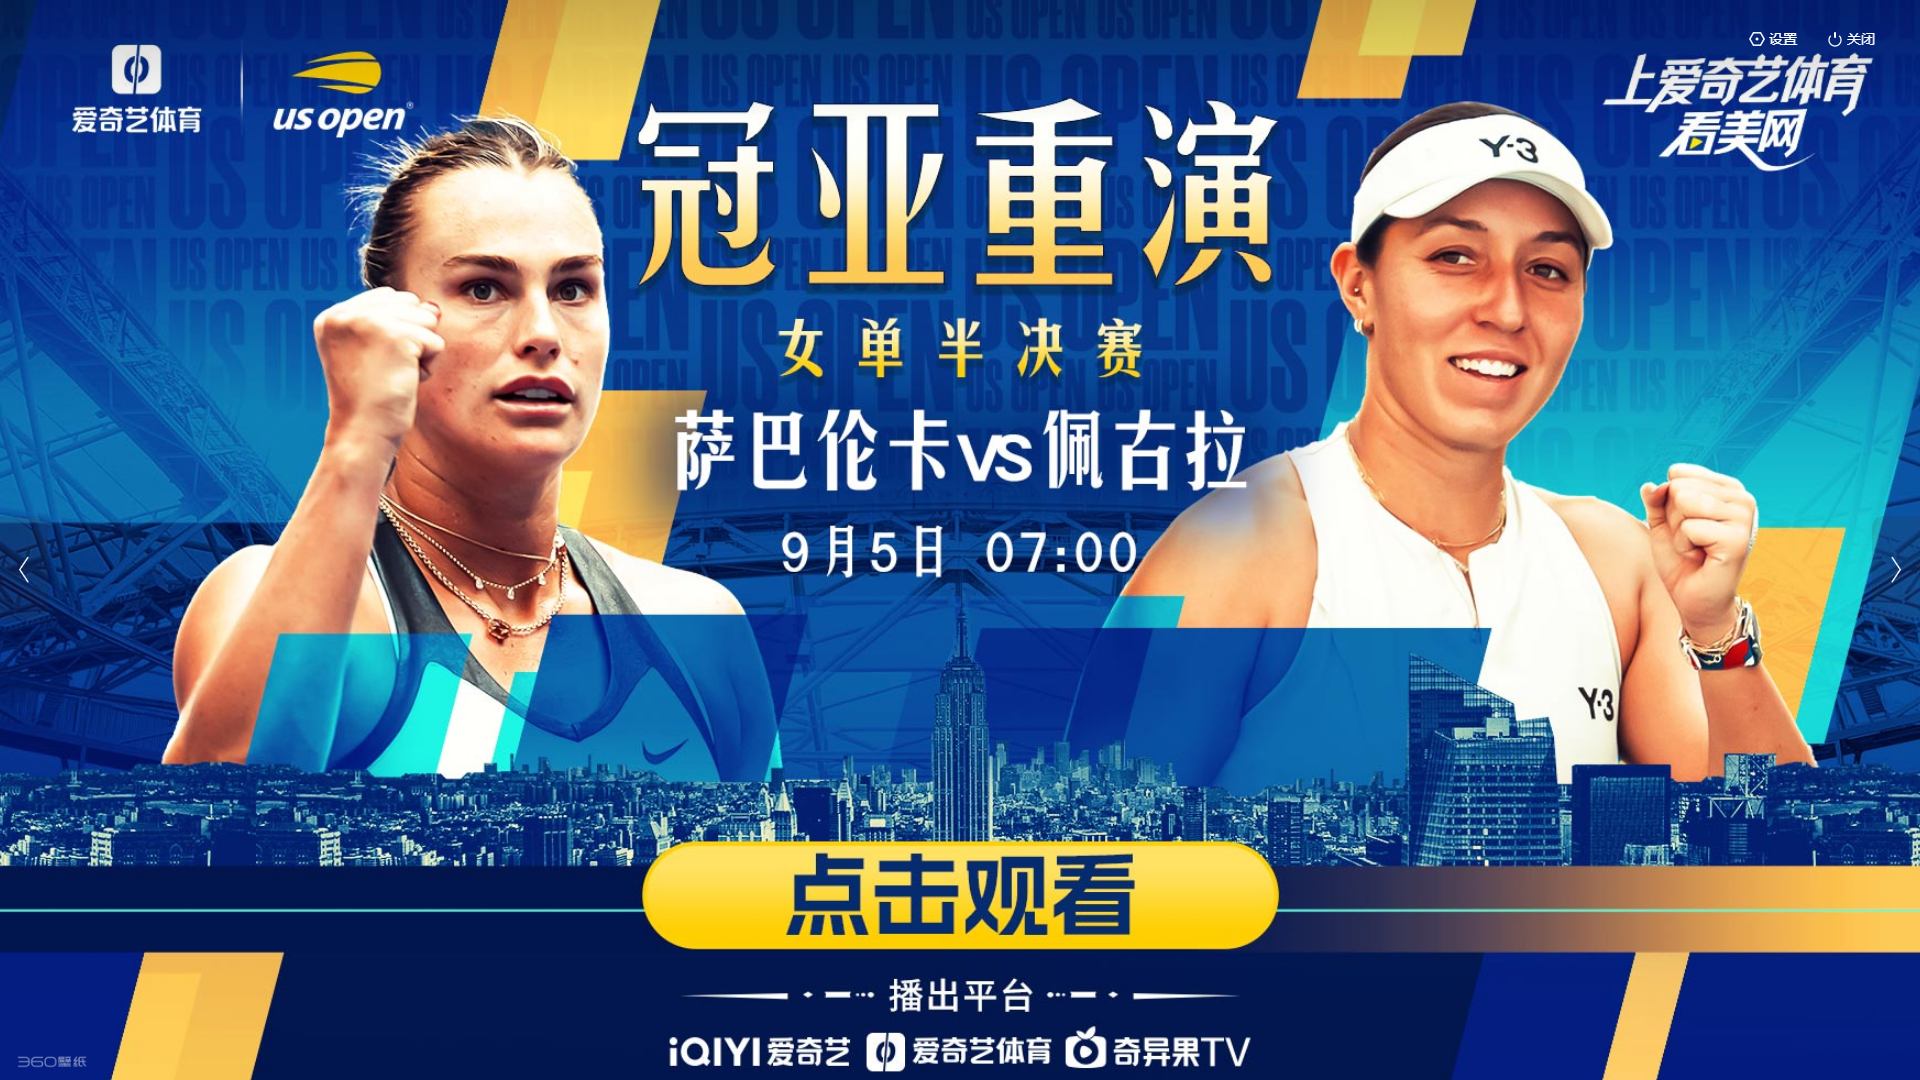 设置 关闭
爱奇艺体育
us open
上爱奇艺体育
看美网
冠亚重演
Y-3
女单半决赛
萨巴伦卡vs佩古拉
9月5日 07:00
Y-3
点击观看
播出平台
iQIYI爱奇艺 爱奇艺体育 奇异果TV
360壁纸